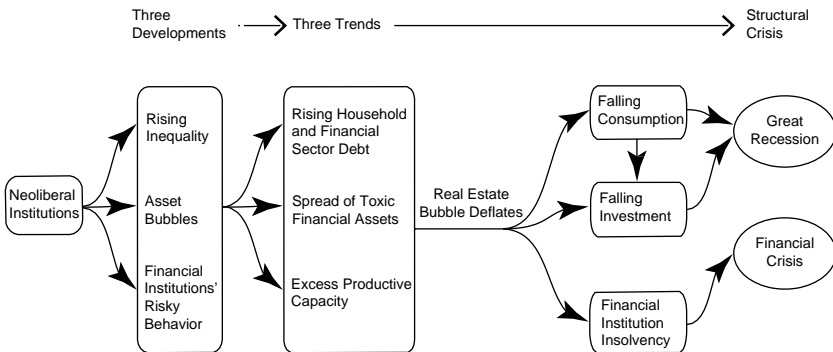 Three
Developments
Three Trends
Structural
Crisis
Neoliberal
Institutions
Rising
Inequality
Asset
Bubbles
Financial
Institutions'
Risky
Behavior
Rising Household
and Financial
Sector Debt
Spread of Toxic
Financial Assets
Excess Productive
Capacity
Real Estate
Bubble Deflates
Falling
Consumption
Falling
Investment
Financial
Institution
Insolvency
Great
Recession
Financial
Crisis